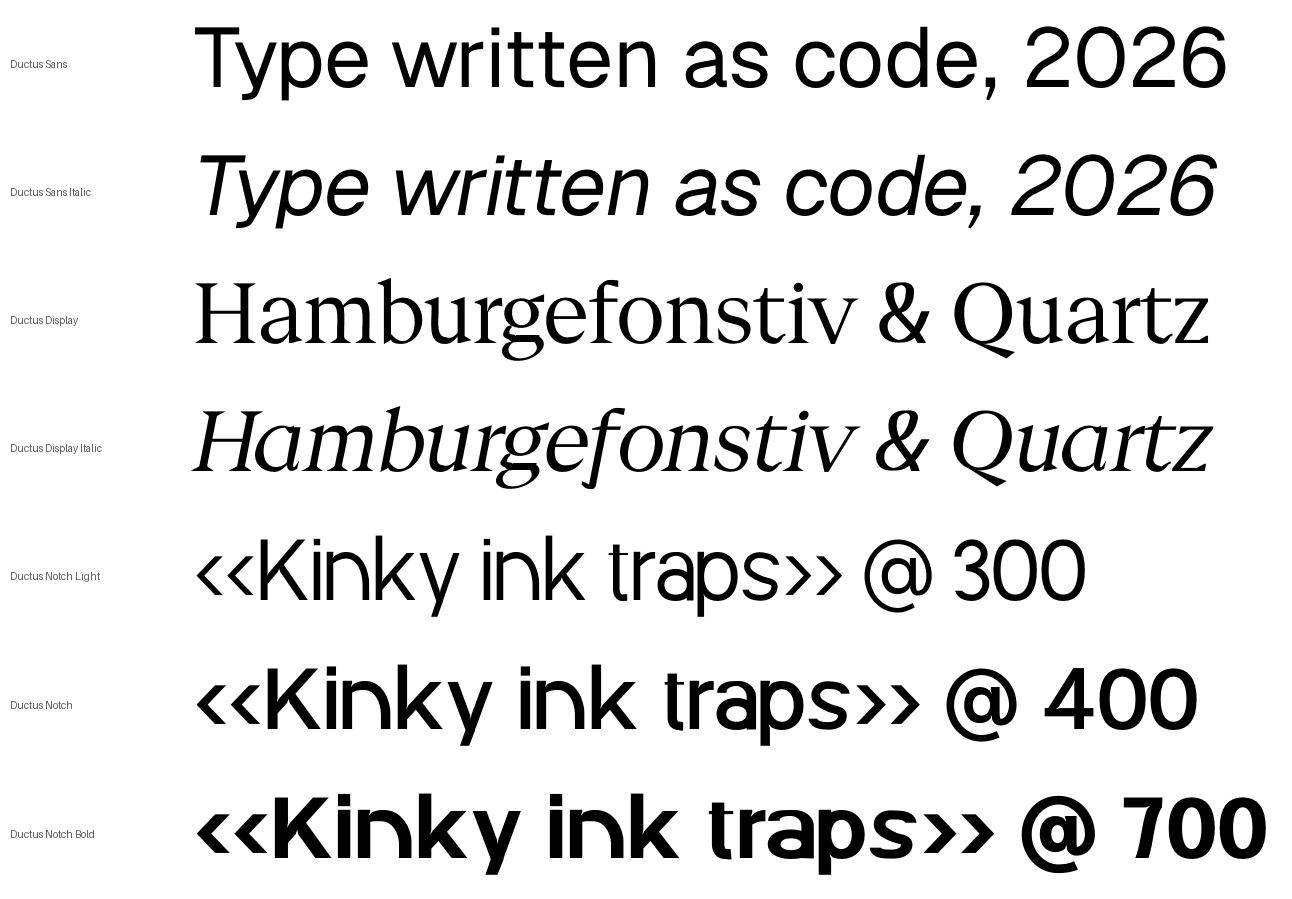 Ductus Sans Type written as code, 2026
Ductus Sans Italic Type written as code, 2026
Ductus Display Hamburgefonstiv & Quartz
Ductus Display Italic Hamburgefonstiv & Quartz
Ductus Notch Light <<Kinky ink traps>> @ 300
Ductus Notch <<Kinky ink traps>> @ 400
Ductus Notch Bold <<Kinky ink traps>> @ 700